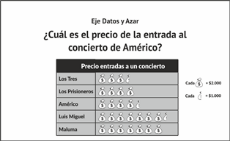 Eje Datos y Azar
¿Cuál es el precio de la entrada al
concierto de Américo?
Precio entradas a un concierto
Los Tres
Los Prisioneros
Américo
Luis Miguel
Maluma
Cada = $2.000
Cada = $1.000